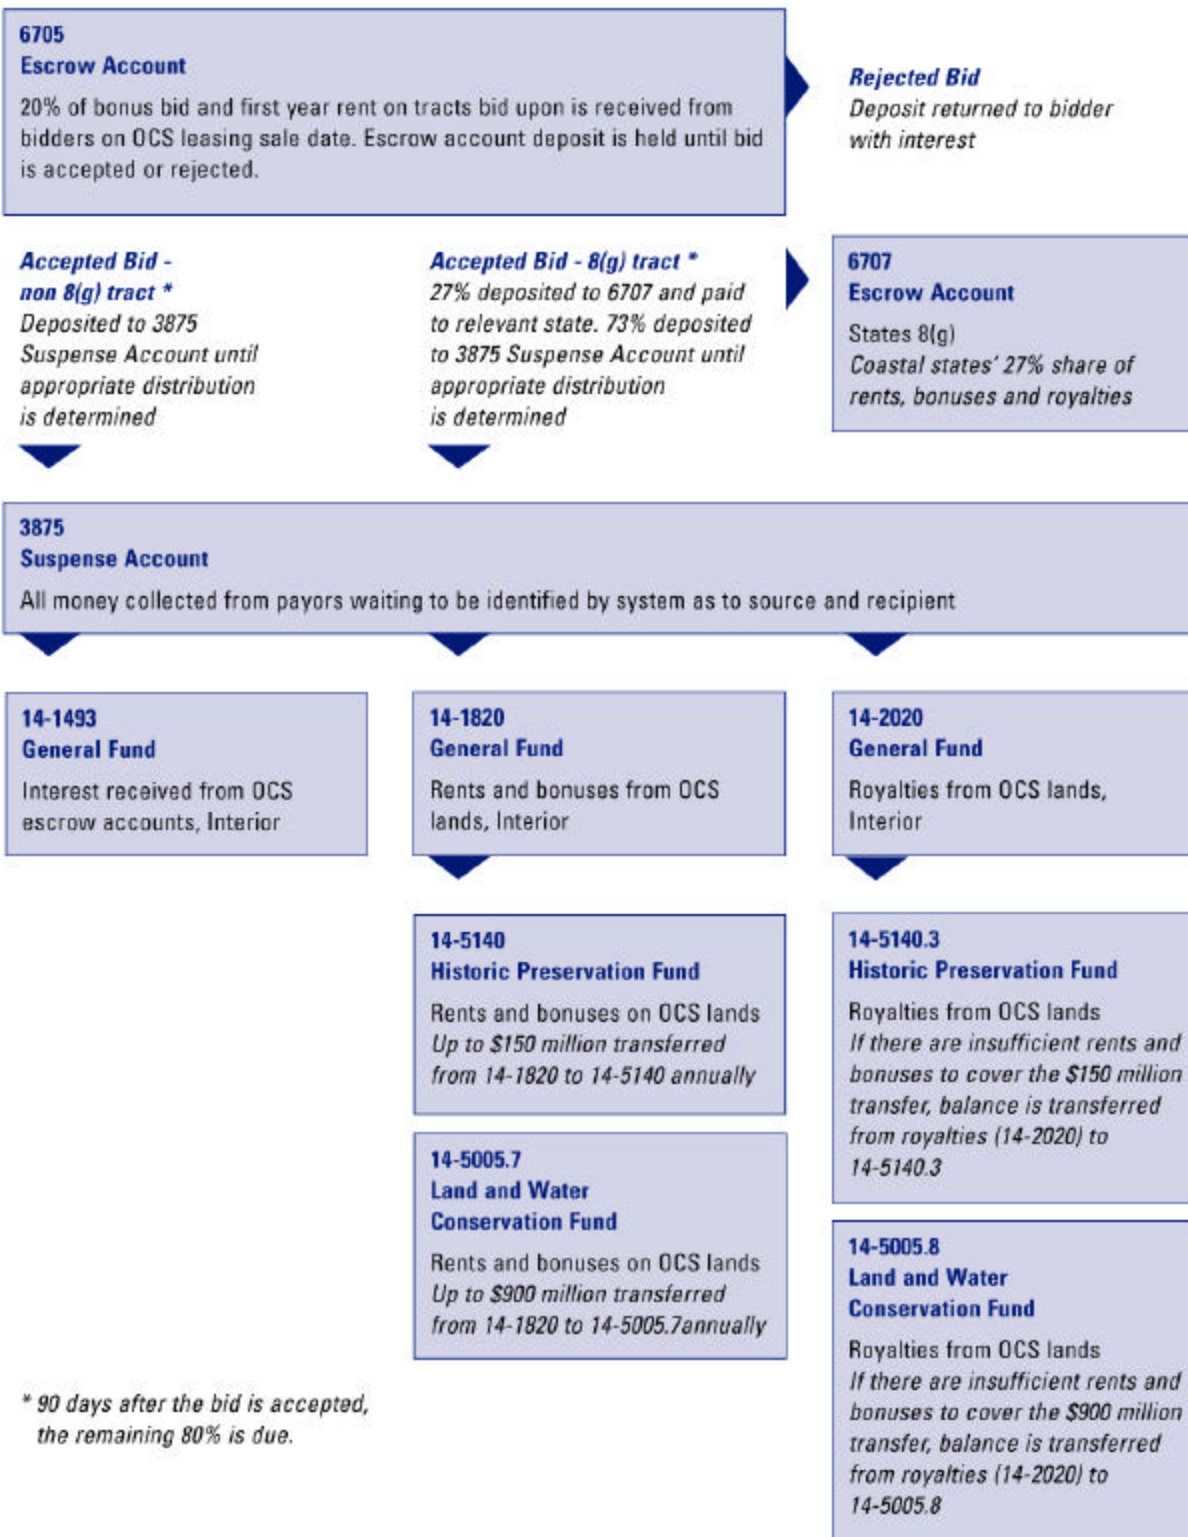 6705
Escrow Account
20% of bonus bid and first year rent on tracts bid upon is received from
bidders on OCS leasing sale date. Escrow account deposit is held until bid
is accepted or rejected.
Rejected Bid
Deposit returned to bidder
with interest
Accepted Bid -
non 8(g) tract *
Deposited to 3875
Suspense Account until
appropriate distribution
is determined
Accepted Bid - 8(g) tract *
27% deposited to 6707 and paid
to relevant state. 73% deposited
to 3875 Suspense Account until
appropriate distribution
is determined
6707
Escrow Account
States 8(g)
Coastal states' 27% share of
rents, bonuses and royalties
3875
Suspense Account
All money collected from payors waiting to be identified by system as to source and recipient
14-1493
General Fund
Interest received from OCS
escrow accounts, Interior
14-1820
General Fund
Rents and bonuses from OCS
lands, Interior
14-2020
General Fund
Royalties from OCS lands,
Interior
14-5140
Historic Preservation Fund
Rents and bonuses on OCS lands
Up to $150 million transferred
from 14-1820 to 14-5140 annually
14-5140.3
Historic Preservation Fund
Royalties from OCS lands
If there are insufficient rents and
bonuses to cover the $150 million
transfer, balance is transferred
from royalties (14-2020) to
14-5140.3
14-5005.7
Land and Water
Conservation Fund
Rents and bonuses on OCS lands
Up to $900 million transferred
from 14-1820 to 14-5005.7annually
14-5005.8
Land and Water
Conservation Fund
Royalties from OCS lands
If there are insufficient rents and
bonuses to cover the $900 million
transfer, balance is transferred
from royalties (14-2020) to
14-5005.8
* 90 days after the bid is accepted,
the remaining 80% is due.